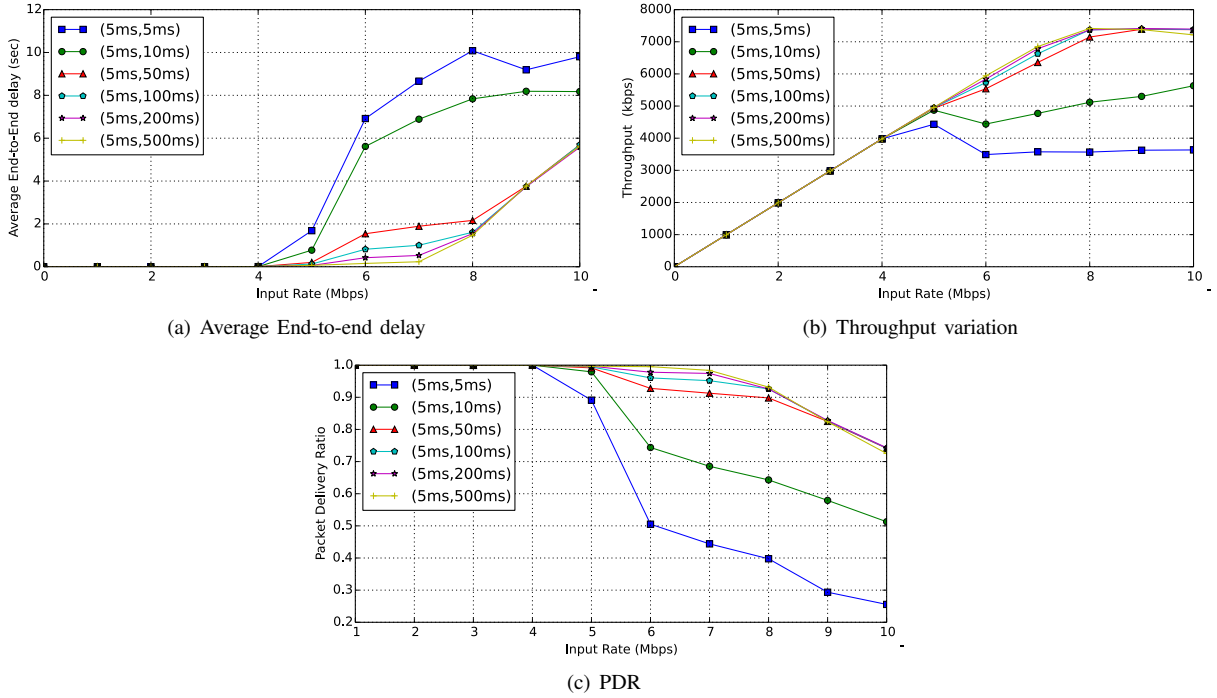 12
10
8
6
4
2
0
Average End-to-End delay (sec)
(5ms,5ms)
(5ms,10ms)
(5ms,50ms)
(5ms,100ms)
(5ms,200ms)
(5ms,500ms)
0 2 4 6 8 10
Input Rate (Mbps)
(a) Average End-to-end delay
8000
7000
6000
5000
4000
3000
2000
1000
0
Throughput (kbps)
(5ms,5ms)
(5ms,10ms)
(5ms,50ms)
(5ms,100ms)
(5ms,200ms)
(5ms,500ms)
0 2 4 6 8 10
Input Rate (Mbps)
(b) Throughput variation
1.0
0.9
0.8
0.7
0.6
0.5
0.4
0.3
0.2
Packet Delivery Ratio
(5ms,5ms)
(5ms,10ms)
(5ms,50ms)
(5ms,100ms)
(5ms,200ms)
(5ms,500ms)
1 2 3 4 5 6 7 8 9 10
Input Rate (Mbps)
(c) PDR